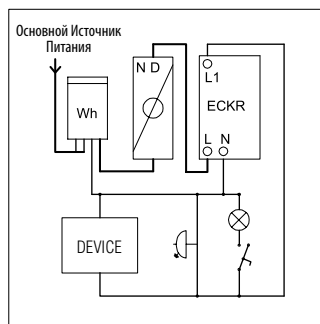 Основной Источник
Питания
Wh
N D
L1
ECKR
L N
DEVICE